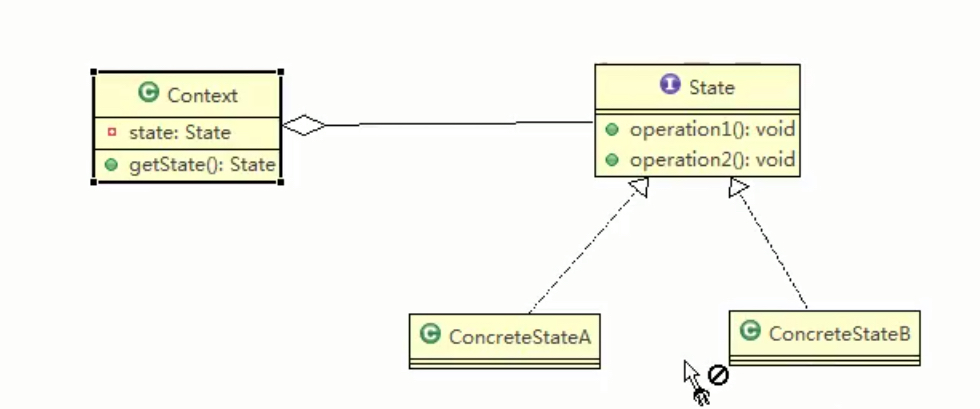 C Context
state: State
getState(): State
I State
operation1(): void
operation2(): void
C ConcreteStateA
C ConcreteStateB